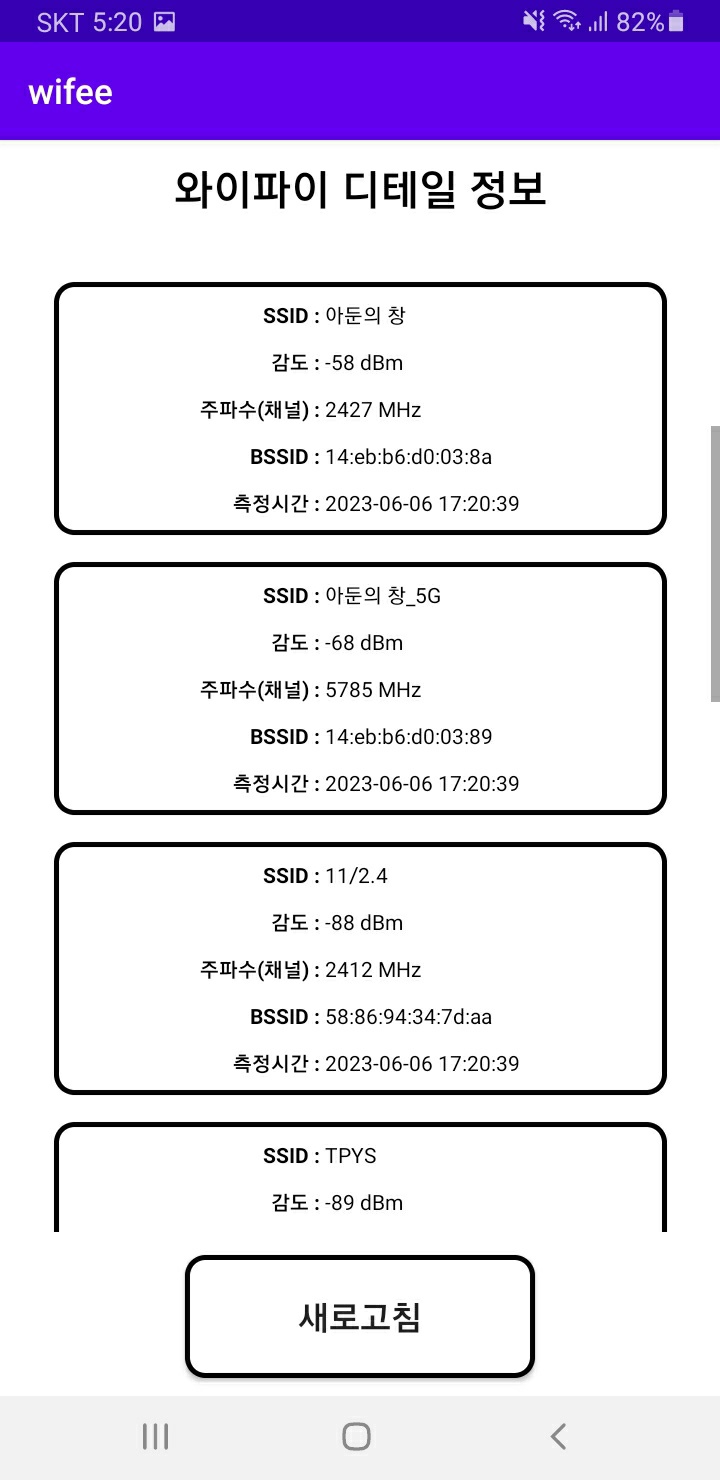 SKT 5:20 82%
wifee
와이파이 디테일 정보
SSID : 아둔의 창
감도 : -58 dBm
주파수(채널) : 2427 MHz
BSSID : 14:eb:b6:d0:03:8a
측정시간 : 2023-06-06 17:20:39
SSID : 아둔의 창_5G
감도 : -68 dBm
주파수(채널) : 5785 MHz
BSSID : 14:eb:b6:d0:03:89
측정시간 : 2023-06-06 17:20:39
SSID : 11/2.4
감도 : -88 dBm
주파수(채널) : 2412 MHz
BSSID : 58:86:94:34:7d:aa
측정시간 : 2023-06-06 17:20:39
SSID : TPYS
감도 : -89 dBm
새로고침